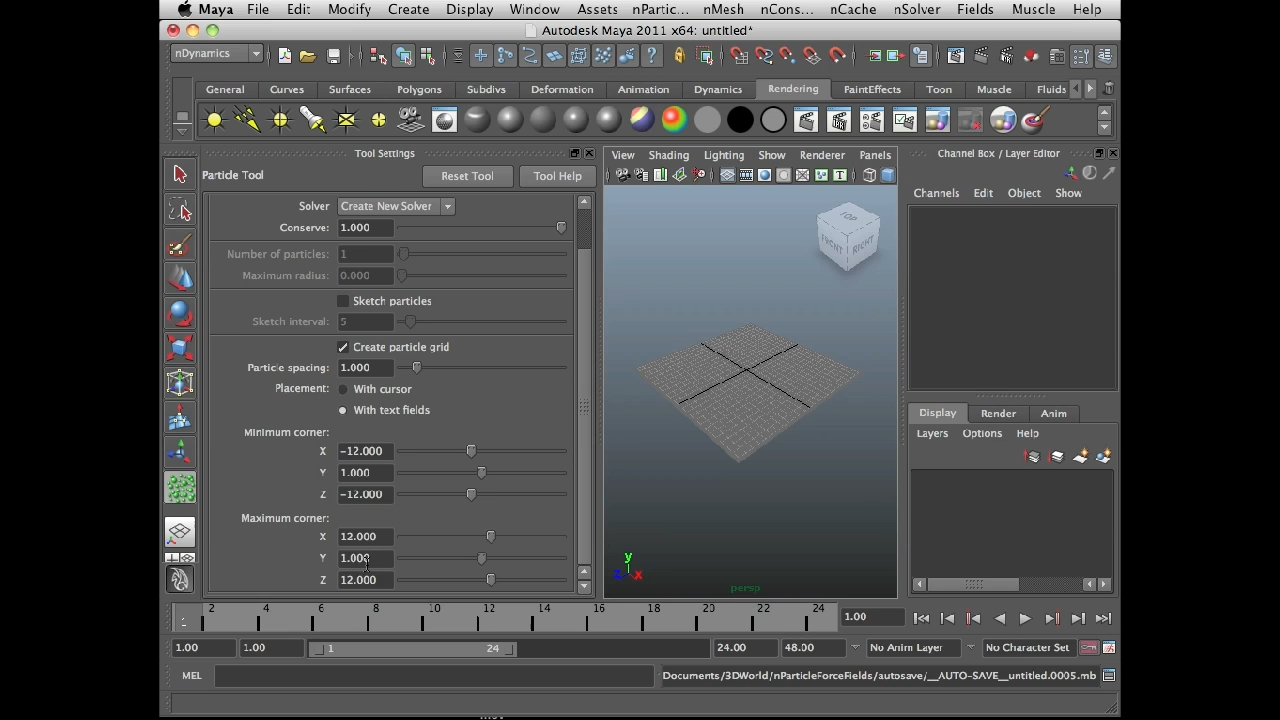 Maya File Edit Modify Create Display Window Assets nPartic... nMesh nCons... nCache nSolver Fields Muscle Help
Autodesk Maya 2011 x64: untitled*
nDynamics
General Curves Surfaces Polygons Subdivs Deformation Animation Dynamics Rendering PaintEffects Toon Muscle Fluids
Tool Settings
Particle Tool Reset Tool Tool Help
Solver Create New Solver
Conserve: 1.000
Number of particles: 1
Maximum radius: 0.000
Sketch particles
Sketch interval: 5
Create particle grid
Particle spacing: 1.000
Placement: With cursor
With text fields
Minimum corner:
X -12.000
Y 1.000
Z -12.000
Maximum corner:
X 12.000
Y 1.000
Z 12.000
View Shading Lighting Show Renderer Panels
TOP
FRONT RIGHT
y
z x
persp
Channel Box / Layer Editor
Channels Edit Object Show
Display Render Anim
Layers Options Help
2 4 6 8 10 12 14 16 18 20 22 24
1
1.00
1.00 1.00 1 24 24.00 48.00 No Anim Layer No Character Set
MEL Documents/3DWorld/nParticleForceFields/autosave/__AUTO-SAVE__untitled.0005.mb